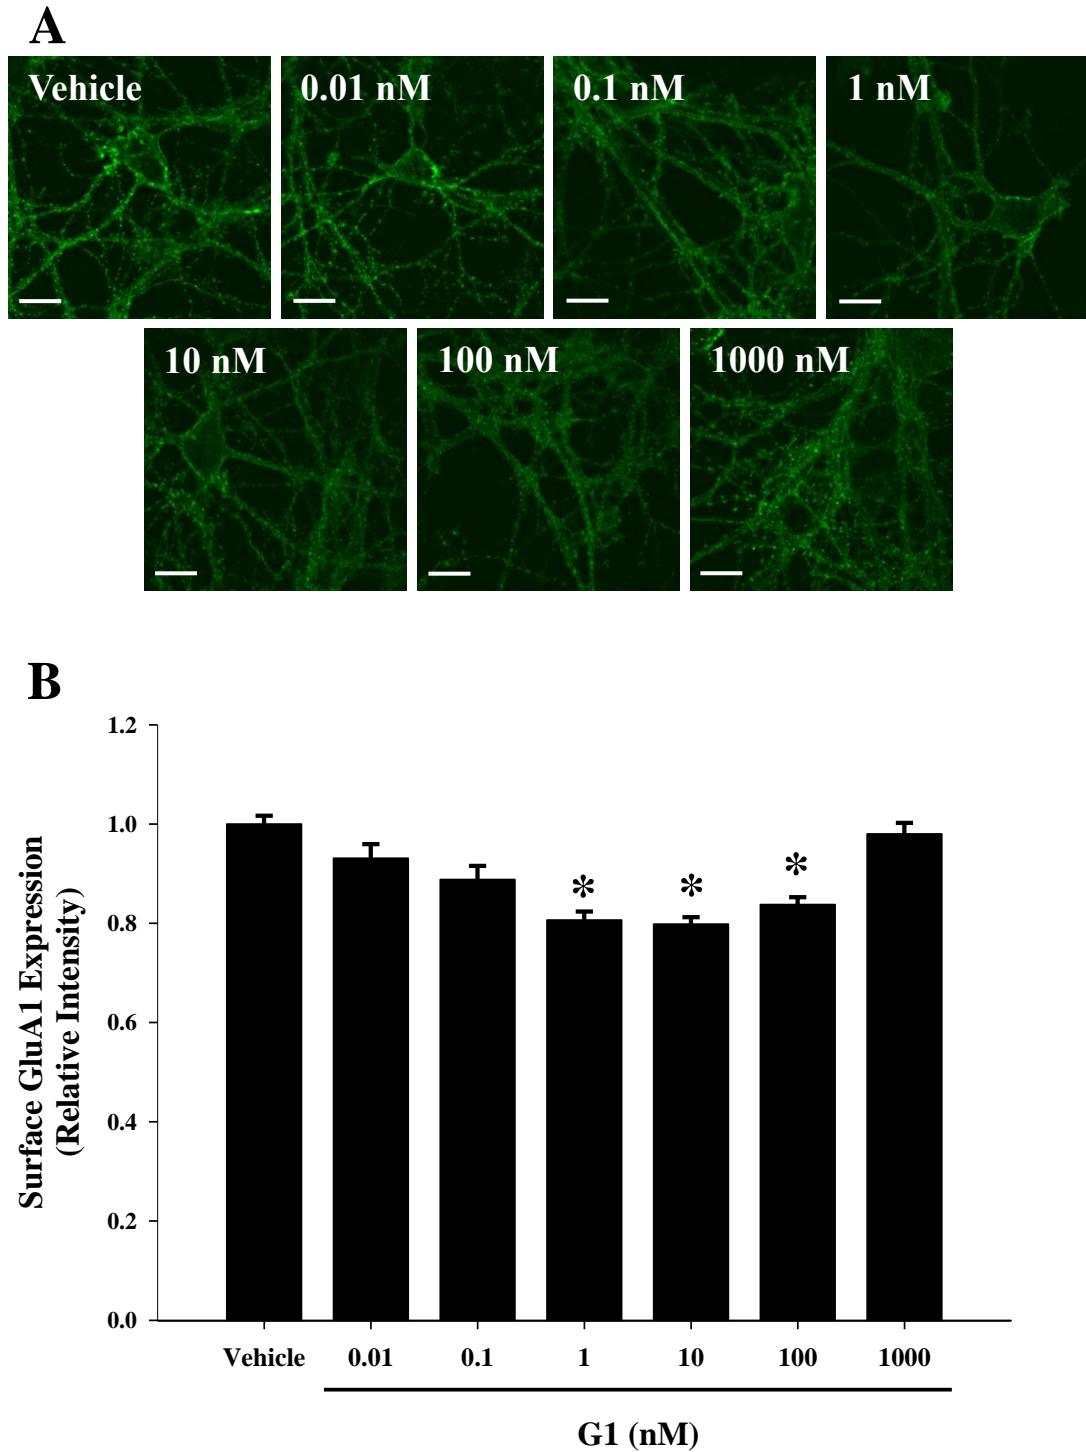 A
Vehicle
0.01 nM
0.1 nM
1 nM
10 nM
100 nM
1000 nM
B
Surface GluA1 Expression
(Relative Intensity)
1.2
1.0
0.8
0.6
0.4
0.2
0.0
* * *
Vehicle 0.01 0.1 1 10 100 1000
G1 (nM)